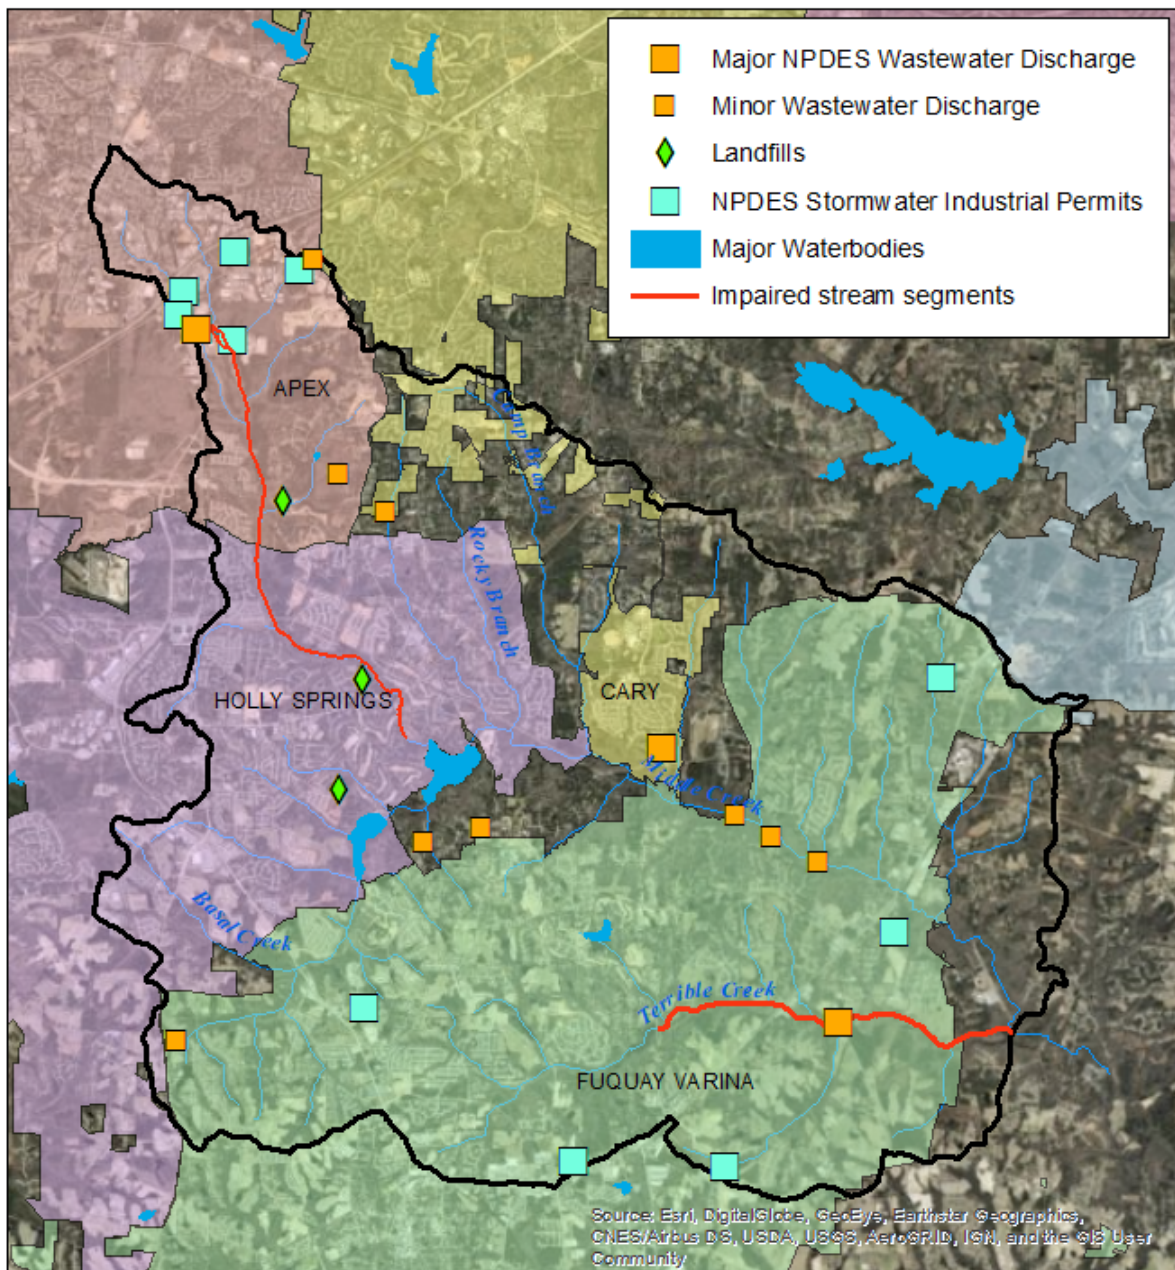 Major NPDES Wastewater Discharge
Minor Wastewater Discharge
Landfills
NPDES Stormwater Industrial Permits
Major Waterbodies
Impaired stream segments
APEX
Camp Branch
Rocky Branch
HOLLY SPRINGS
CARY
Middle Creek
Basal Creek
Terrible Creek
FUQUAY VARINA
Source: Esri, DigitalGlobe, GeoEye, Earthstar Geographics,
CNES/Airbus DS, USDA, USGS, AeroGRID, IGN, and the GIS User
Community